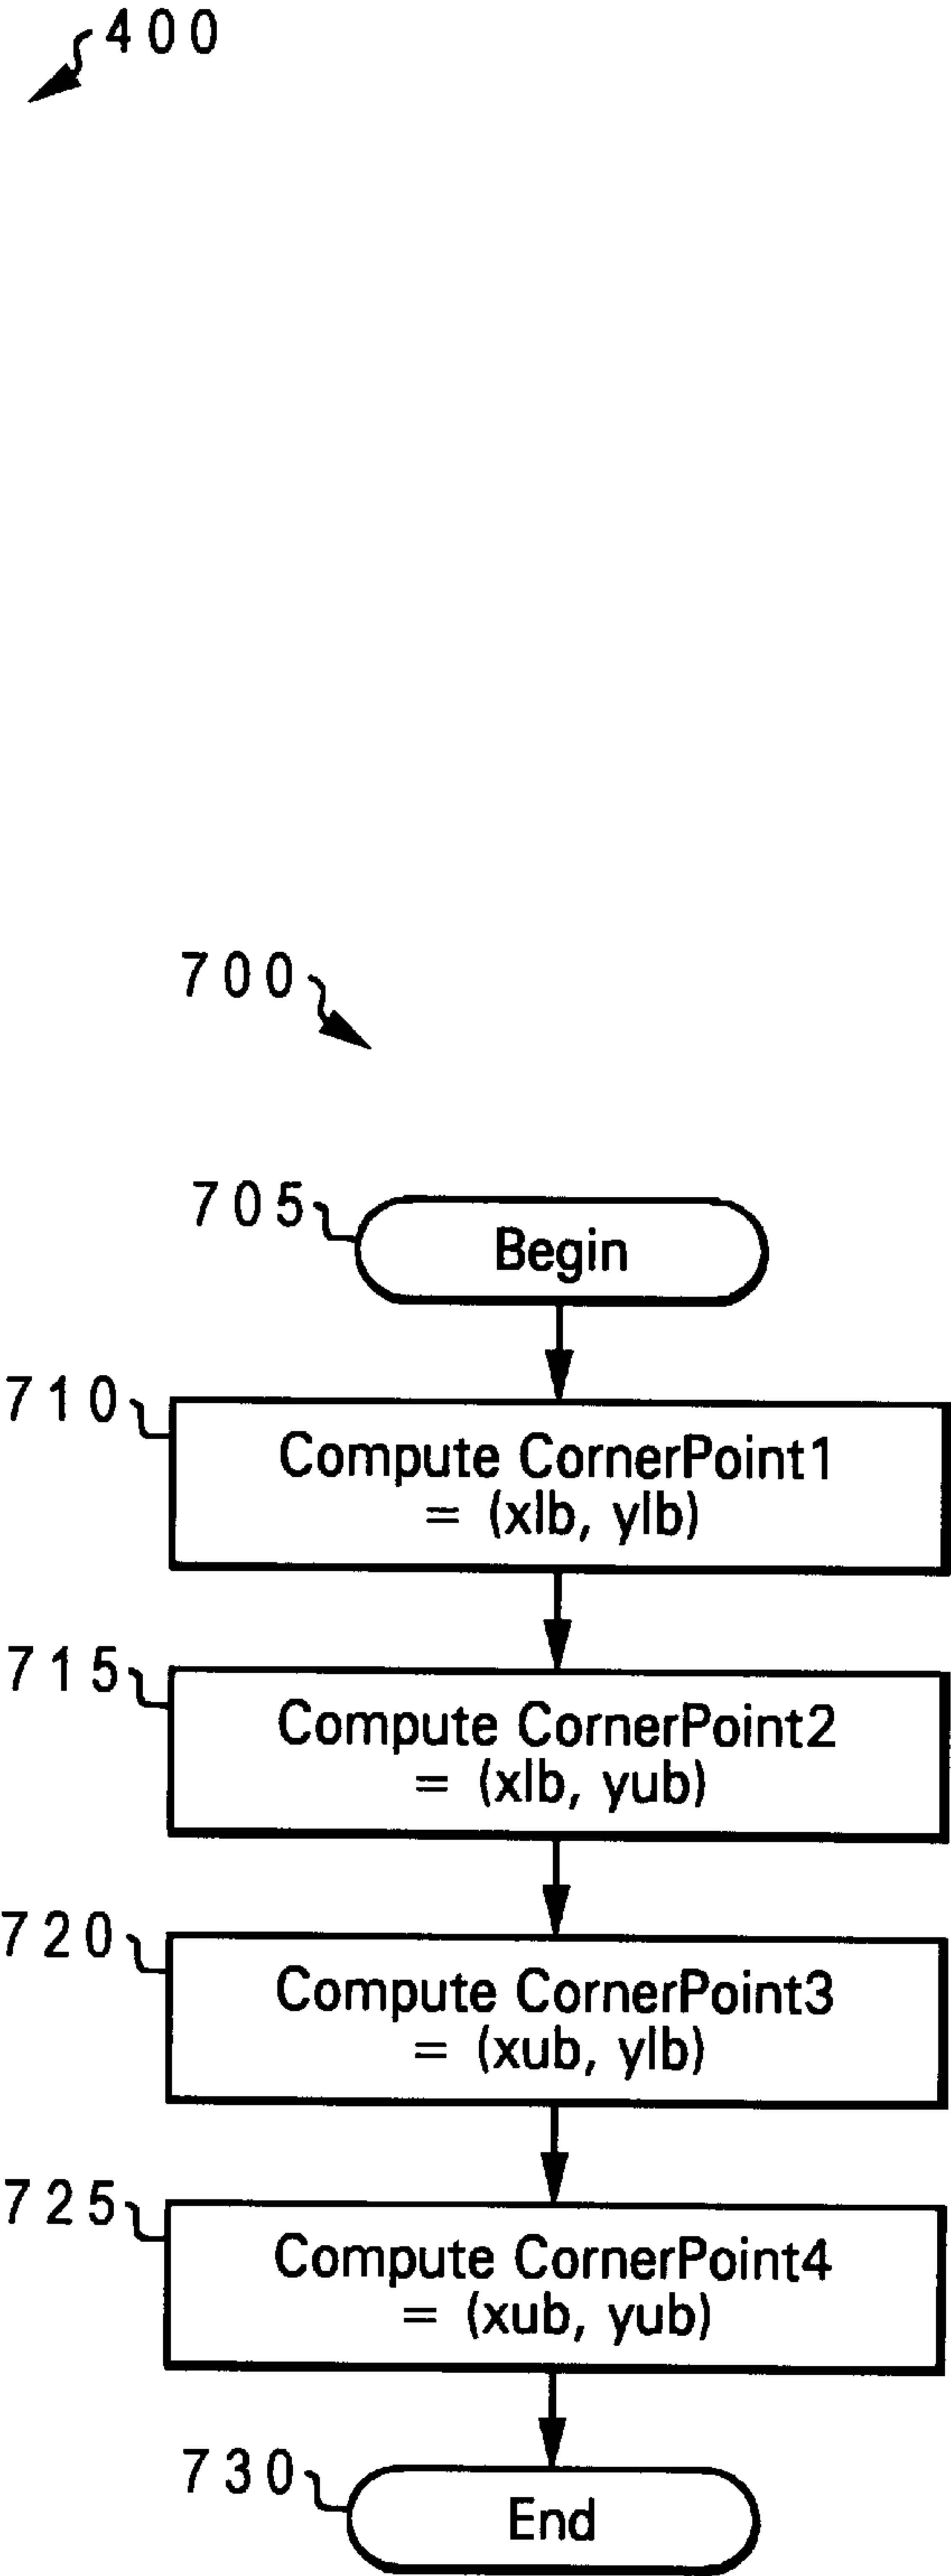 400
700
705
Begin
710
Compute CornerPoint1
= (xlb, ylb)
715
Compute CornerPoint2
= (xlb, yub)
720
Compute CornerPoint3
= (xub, ylb)
725
Compute CornerPoint4
= (xub, yub)
730
End